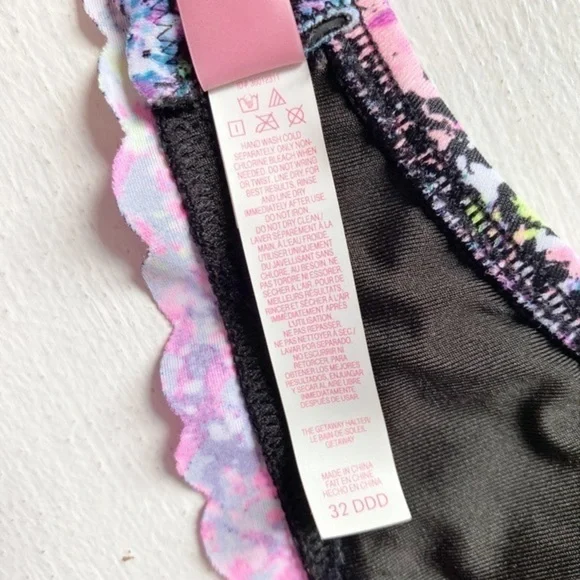 HAND WASH COLD
SEPARATELY. ONLY NON-
CHLORINE BLEACH WHEN
NEEDED. DO NOT WRING
OR TWIST. LINE DRY. FOR
BEST RESULTS, RINSE
AND LINE DRY
IMMEDIATELY AFTER USE.
DO NOT IRON.
DO NOT DRY CLEAN./
LAVER SÉPARÉMENT À LA
MAIN, À L'EAU FROIDE.
UTILISER UNIQUEMENT
DU JAVELLISANT SANS
CHLORE, AU BESOIN. NE
PAS TORDRE NI ESSORER
SÉCHER À L'AIR. POUR DE
MEILLEURS RÉSULTATS,
RINCER ET SÉCHER À L'AIR
IMMÉDIATEMENT APRÈS
L'UTILISATION.
NE PAS REPASSER.
NE PAS NETTOYER À SEC./
LAVAR POR SEPARADO.
NO ESCURRIR NI
RETORCER. PARA
OBTENER LOS MEJORES
RESULTADOS, ENJUAGAR
Y SECAR AL AIRE LIBRE
INMEDIATAMENTE
DESPUÉS DE USAR
THE GETAWAY HALTER/
LE BAIN DE SOLEIL
GETAWAY
MADE IN CHINA
FAIT EN CHINE
HECHO EN CHINA
32 DDD